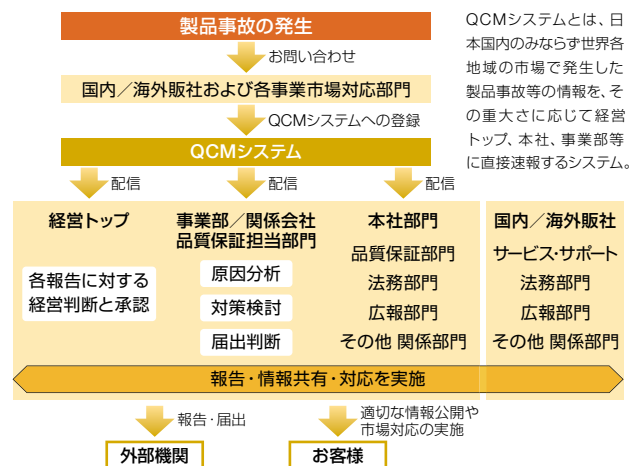 製品事故の発生
お問い合わせ
国内／海外販社および各事業市場対応部門
QCMシステムへの登録
QCMシステム
QCMシステムとは、日
本国内のみならず世界各
地域の市場で発生した
製品事故等の情報を、そ
の重大さに応じて経営
トップ、本社、事業部等
に直接速報するシステム。
配信
配信
配信
経営トップ
各報告に対する
経営判断と承認
事業部／関係会社
品質保証担当部門
原因分析
対策検討
届出判断
本社部門
品質保証部門
法務部門
広報部門
その他 関係部門
国内／海外販社
サービス・サポート
法務部門
広報部門
その他 関係部門
報告・情報共有・対応を実施
報告・届出
適切な情報公開や
市場対応の実施
外部機関
お客様